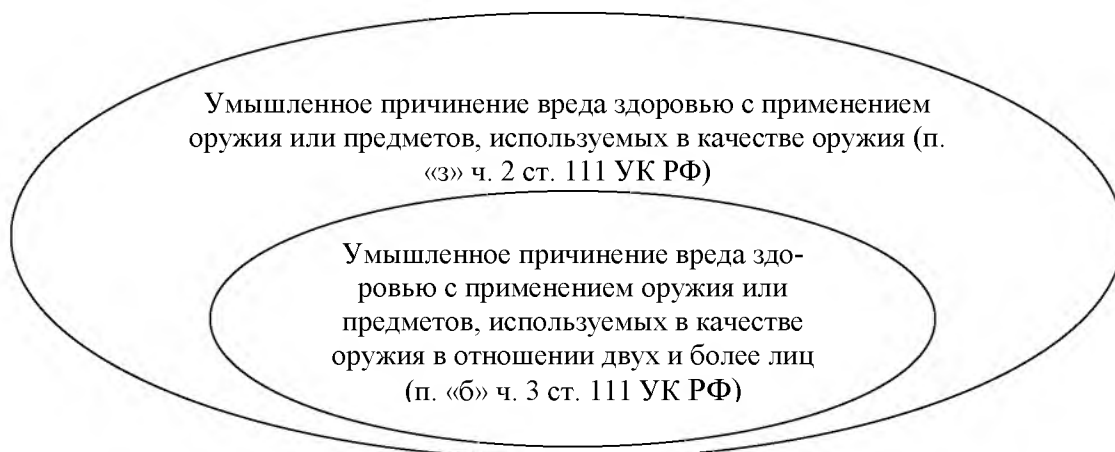 Умышленное причинение вреда здоровью с применением
оружия или предметов, используемых в качестве оружия (п.
«з» ч. 2 ст. 111 УК РФ)
Умышленное причинение вреда здо-
ровью с применением оружия или
предметов, используемых в качестве
оружия в отношении двух и более лиц
(п. «б» ч. 3 ст. 111 УК РФ)